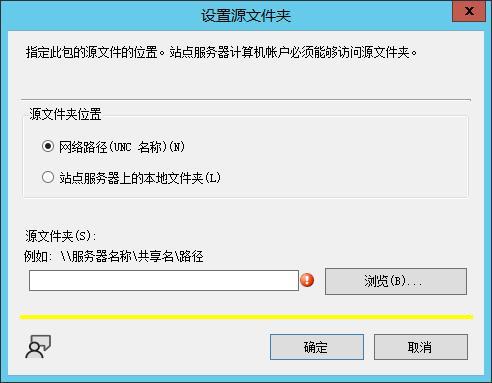 设置源文件夹
指定此包的源文件的位置。站点服务器计算机帐户必须能够访问源文件夹。
源文件夹位置
网络路径(UNC 名称)(N)
站点服务器上的本地文件夹(L)
源文件夹(S):
例如: \\服务器名称\共享名\路径
浏览(B)...
确定
取消